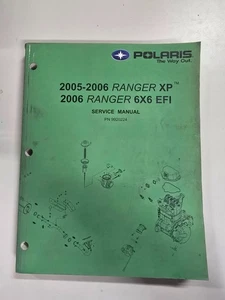 POLARIS
The Way Out.
2005-2006 RANGER XP™
2006 RANGER 6X6 EFI
SERVICE MANUAL